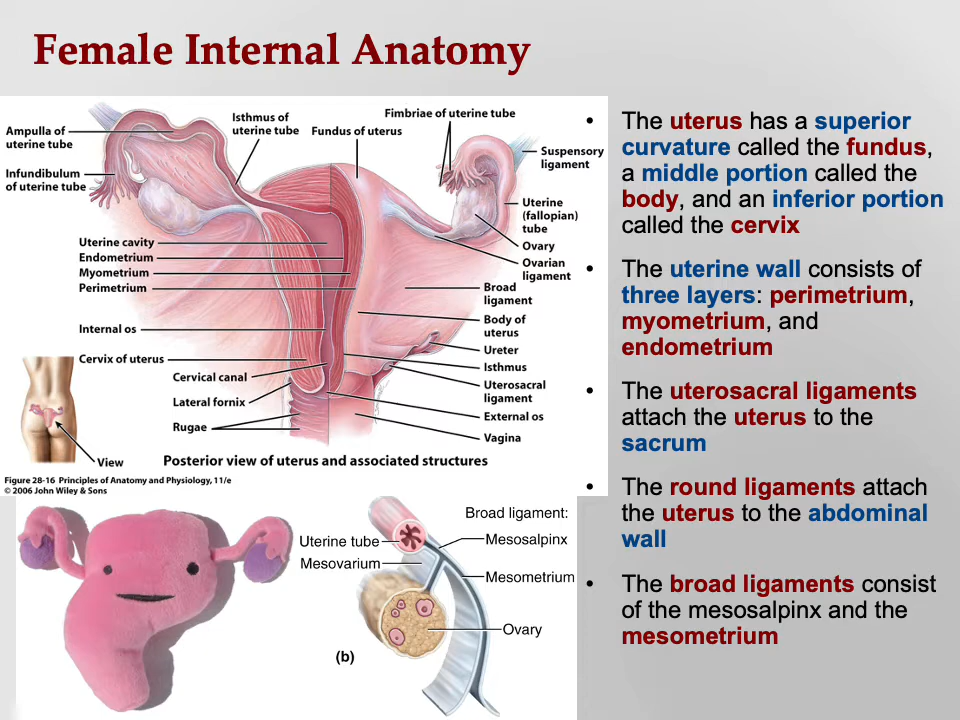 Female Internal Anatomy
Ampulla of
uterine tube
Isthmus of
uterine tube
Fundus of uterus
Fimbriae of uterine tube
Infundibulum
of uterine tube
Suspensory
ligament
Uterine
(fallopian)
tube
Ovary
Ovarian
ligament
Uterine cavity
Endometrium
Myometrium
Perimetrium
Broad
ligament
Internal os
Body of
uterus
Ureter
Cervix of uterus
Isthmus
Cervical canal
Uterosacral
ligament
Lateral fornix
External os
Rugae
Vagina
View
Posterior view of uterus and associated structures
Figure 28-16 Principles of Anatomy and Physiology, 11/e
© 2006 John Wiley & Sons
Broad ligament:
Uterine tube
Mesosalpinx
Mesovarium
Mesometrium
Ovary
(b)
• The uterus has a superior
curvature called the fundus,
a middle portion called the
body, and an inferior portion
called the cervix
• The uterine wall consists of
three layers: perimetrium,
myometrium, and
endometrium
• The uterosacral ligaments
attach the uterus to the
sacrum
• The round ligaments attach
the uterus to the abdominal
wall
• The broad ligaments consist
of the mesosalpinx and the
mesometrium